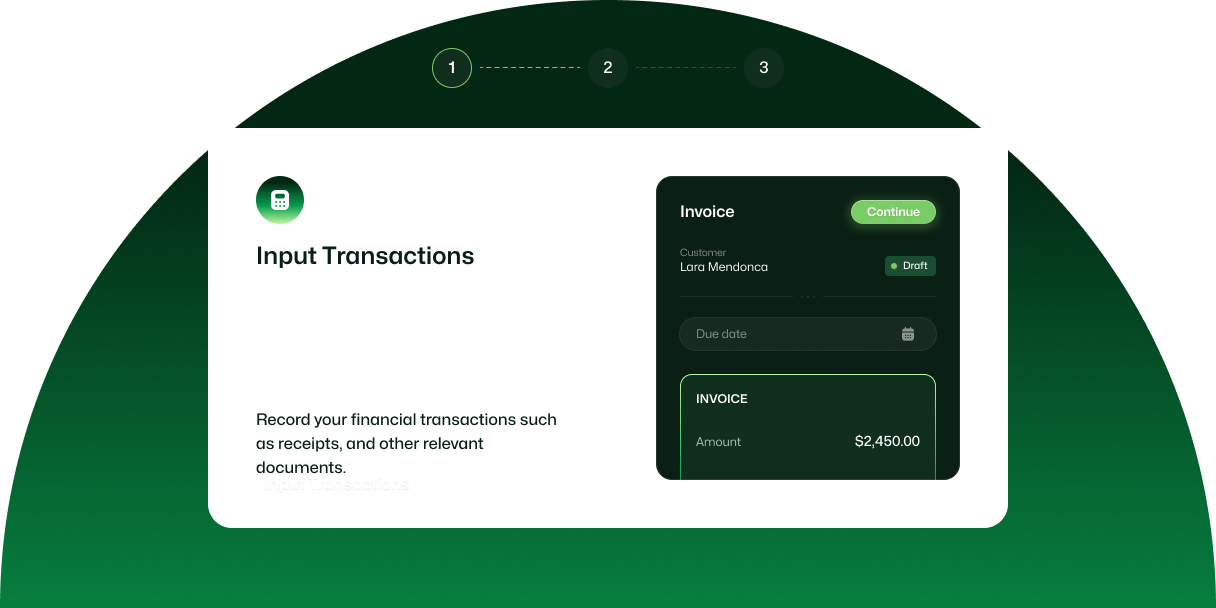 1
2
3
Input Transactions
Record your financial transactions such
as receipts, and other relevant
documents.
Input Transactions
Invoice
Continue
Customer
Lara Mendonca
Draft
Due date
INVOICE
Amount
$2,450.00